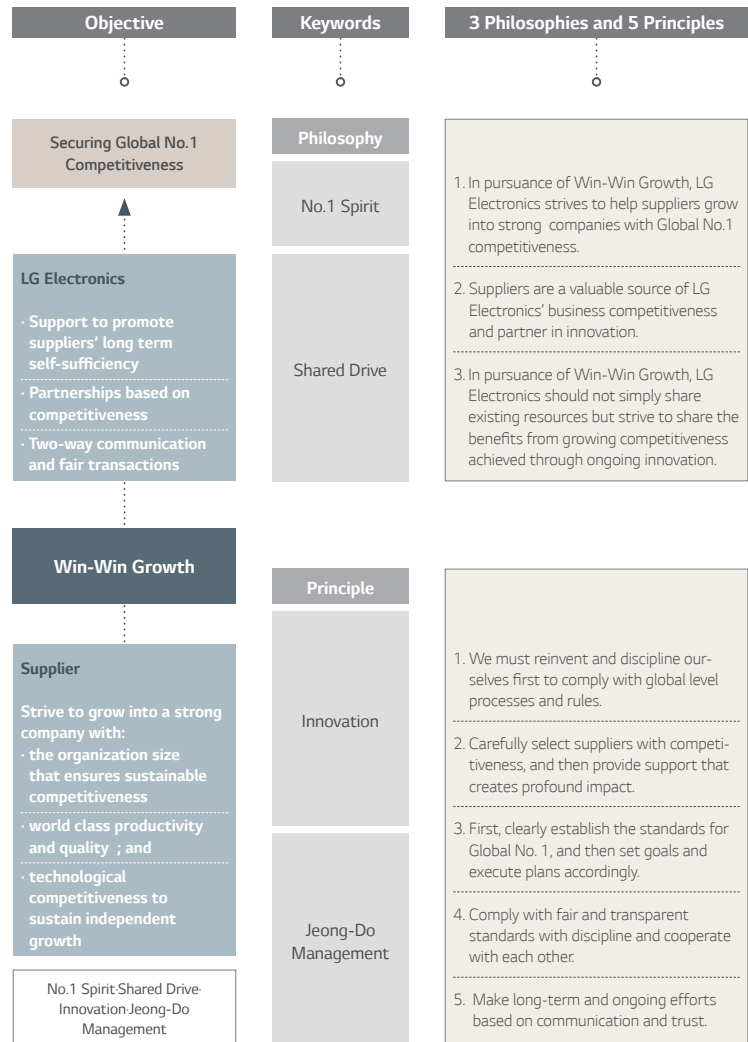 Objective
Keywords
3 Philosophies and 5 Principles
Securing Global No.1
Competitiveness
LG Electronics
· Support to promote
suppliers’ long term
self-sufficiency
· Partnerships based on
competitiveness
· Two-way communication
and fair transactions
Win-Win Growth
Supplier
Strive to grow into a strong
company with:
· the organization size
that ensures sustainable
competitiveness
· world class productivity
and quality ; and
· technological
competitiveness to
sustain independent
growth
No.1 Spirit·Shared Drive·
Innovation·Jeong-Do
Management
Philosophy
No.1 Spirit
Shared Drive
Principle
Innovation
Jeong-Do
Management
1. In pursuance of Win-Win Growth, LG
Electronics strives to help suppliers grow
into strong companies with Global No.1
competitiveness.
2. Suppliers are a valuable source of LG
Electronics’ business competitiveness
and partner in innovation.
3. In pursuance of Win-Win Growth, LG
Electronics should not simply share
existing resources but strive to share the
benefits from growing competitiveness
achieved through ongoing innovation.
1. We must reinvent and discipline our-
selves first to comply with global level
processes and rules.
2. Carefully select suppliers with competi-
tiveness, and then provide support that
creates profound impact.
3. First, clearly establish the standards for
Global No. 1, and then set goals and
execute plans accordingly.
4. Comply with fair and transparent
standards with discipline and cooperate
with each other.
5. Make long-term and ongoing efforts
based on communication and trust.